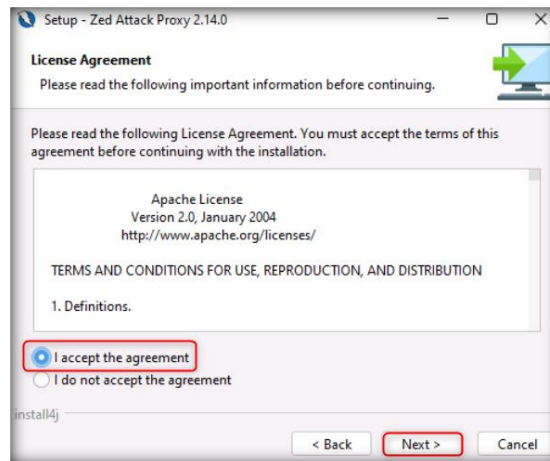 Setup - Zed Attack Proxy 2.14.0
License Agreement
Please read the following important information before continuing.
Please read the following License Agreement. You must accept the terms of this
agreement before continuing with the installation.
Apache License
Version 2.0, January 2004
http://www.apache.org/licenses/
TERMS AND CONDITIONS FOR USE, REPRODUCTION, AND DISTRIBUTION
1. Definitions.
I accept the agreement
I do not accept the agreement
install4j
< Back Next > Cancel